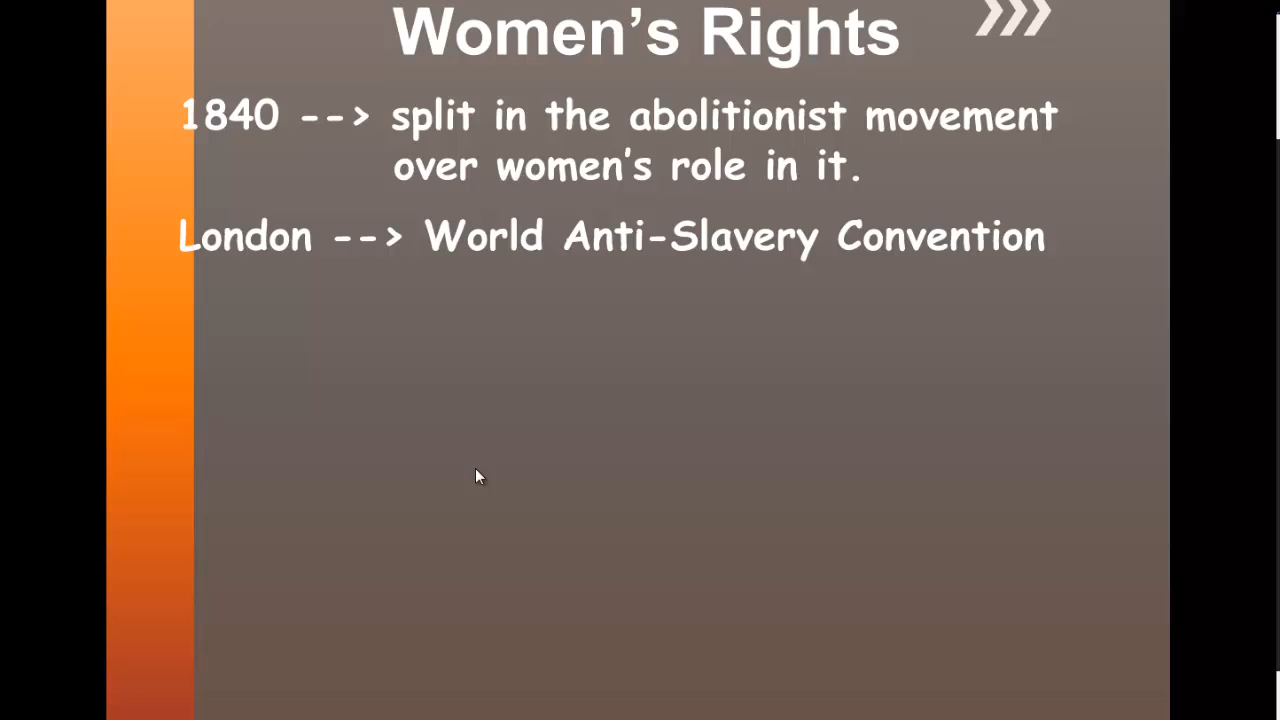 Women's Rights
1840 --> split in the abolitionist movement
over women's role in it.
London --> World Anti-Slavery Convention